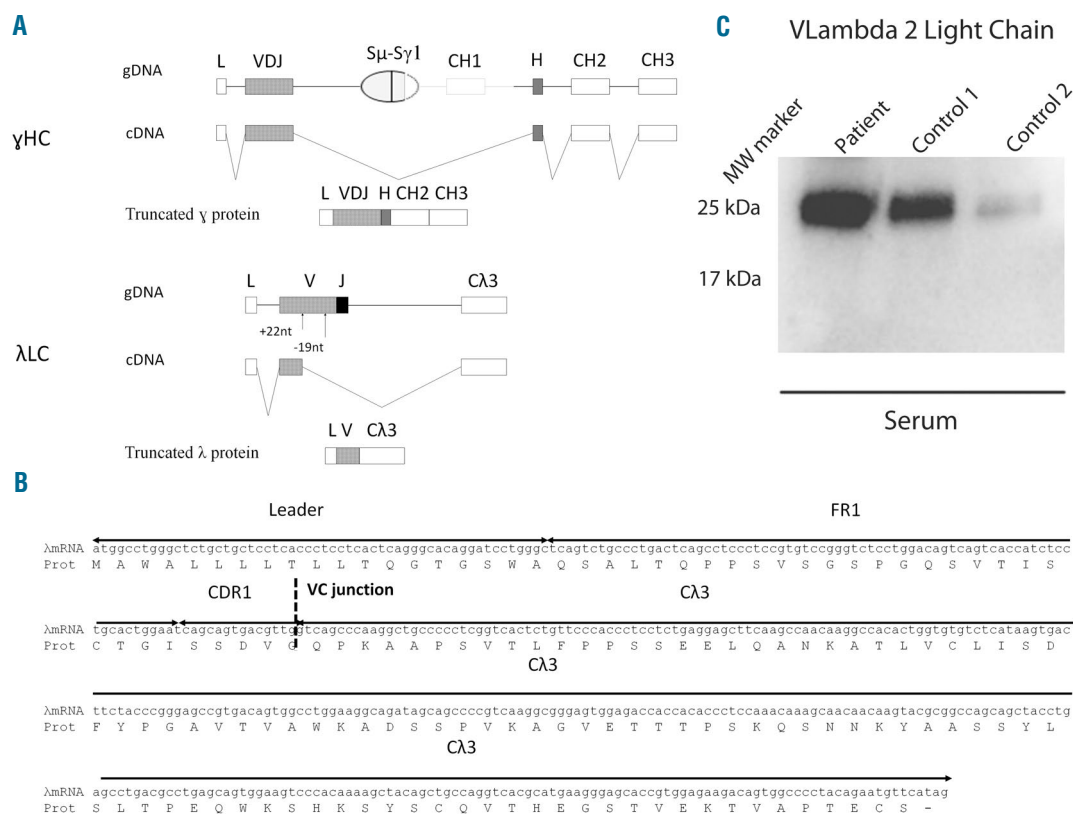 A
Sμ-Sγ1
L VDJ CH1 H CH2 CH3
gDNA
ɣHC
cDNA
L VDJ H CH2 CH3
Truncated ɣ protein
L V J Cλ3
gDNA
+22nt
-19nt
λLC
cDNA
L V Cλ3
Truncated λ protein
C
VLambda 2 Light Chain
MW marker
Patient
Control 1
Control 2
25 kDa
17 kDa
Serum
B
Leader FR1
λmRNA atggcctgggctctgctgctcctcaccctcctcactcagggcacaggatcctgggctcagtctgccctgactcagcctccctccgtgtccgggtctcctggacagtcagtcaccatctcc
Prot M A W A L L L L T L L T Q G T G S W A Q S A L T Q P P S V S G S P G Q S V T I S
CDR1 VC junction Cλ3
λmRNA tgcactggaatcagcagtgacgttggtcagcccaaggctgccccctcggtcactctgttcccaccctcctctgaggagcttcaagccaacaaggccacactggtgtgtctcataagtgac
Prot C T G I S S D V G Q P K A A P S V T L F P P S S E E L Q A N K A T L V C L I S D
Cλ3
λmRNA ttctacccgggagccgtgacagtggcctggaaggcagatagcagccccgtcaaggcgggagtggagaccaccacaccctccaaacaaagcaacaacaagtacgcggccagcagctacctg
Prot F Y P G A V T V A W K A D S S P V K A G V E T T T P S K Q S N N K Y A A S S Y L
Cλ3
λmRNA agcctgacgcctgagcagtggaagtcccacaaaagctacagctgccaggtcacgcatgaagggagcaccgtggagaagacagtggcccctacagaatgttcatag
Prot S L T P E Q W K S H K S Y S C Q V T H E G S T V E K T V A P T E C S -